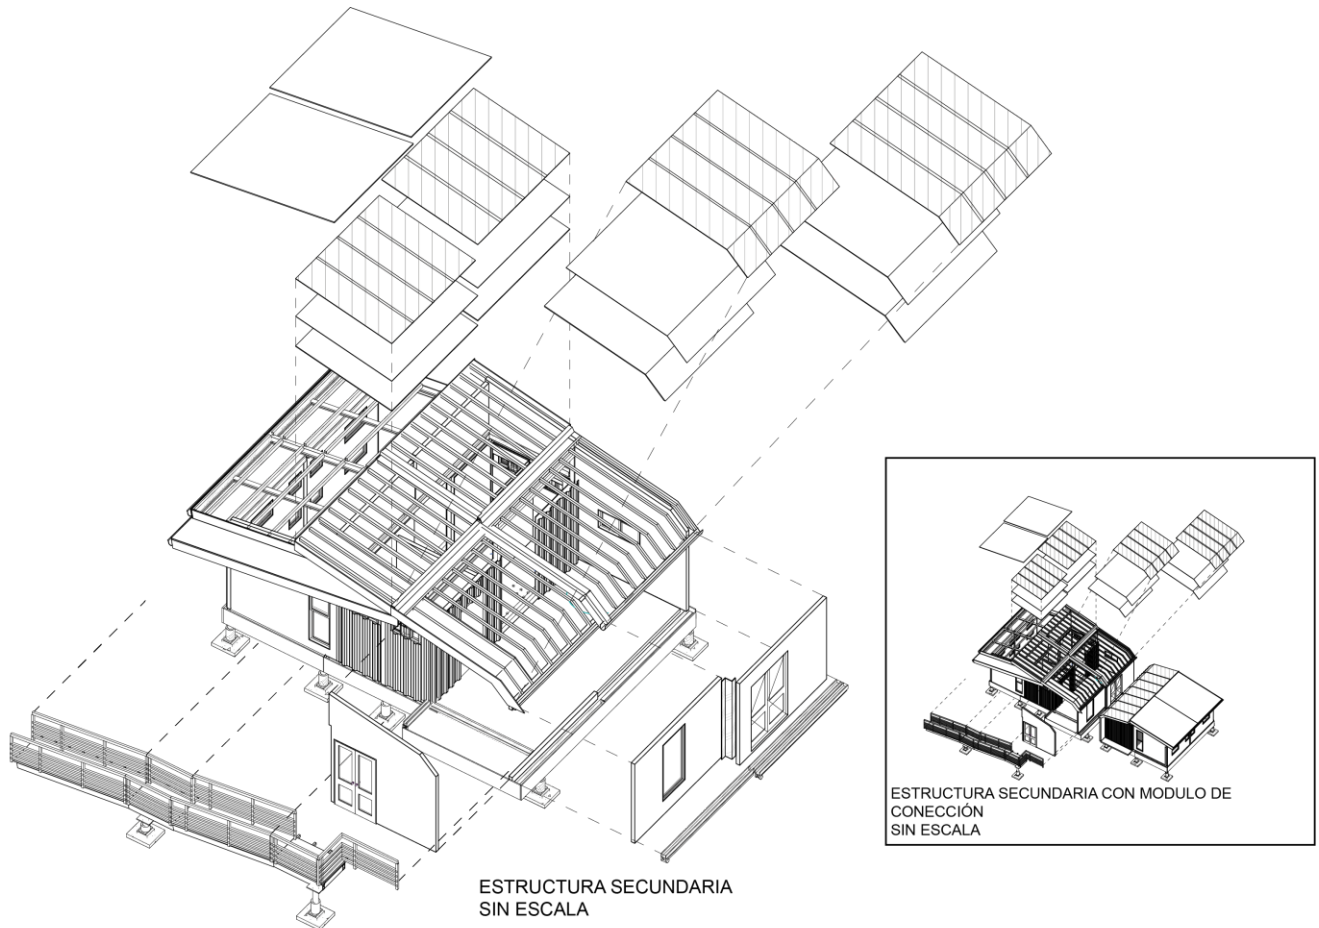 ESTRUCTURA SECUNDARIA
SIN ESCALA
ESTRUCTURA SECUNDARIA CON MODULO DE
CONECCIÓN
SIN ESCALA